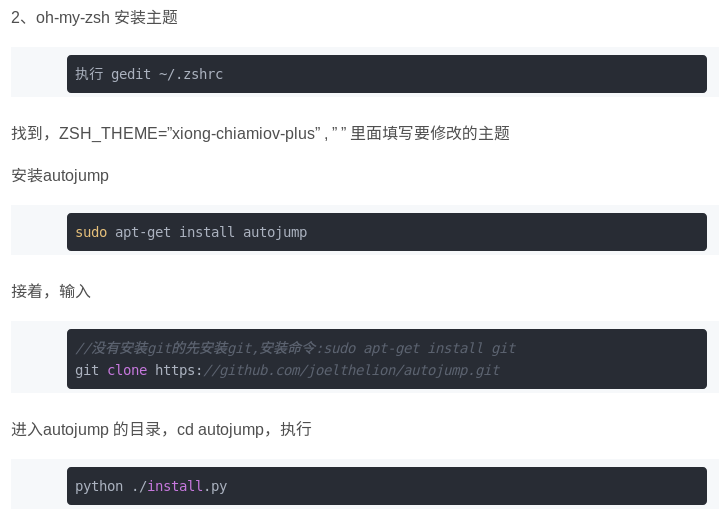 2、oh-my-zsh 安装主题
执行 gedit ~/.zshrc
找到，ZSH_THEME=”xiong-chiamiov-plus” , ” ” 里面填写要修改的主题
安装autojump
sudo apt-get install autojump
接着，输入
//没有安装git的先安装git,安装命令:sudo apt-get install git
git clone https://github.com/joelthelion/autojump.git
进入autojump 的目录，cd autojump，执行
python ./install.py